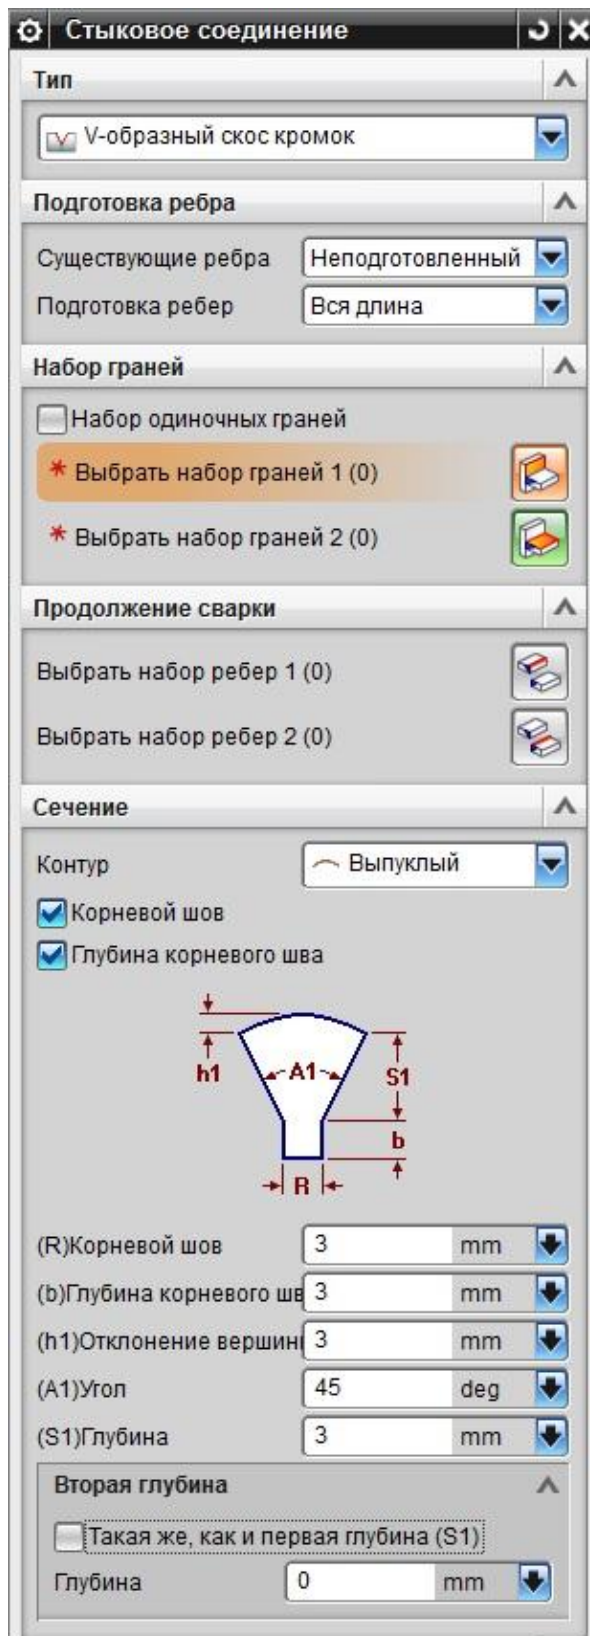 Стыковое соединение
Тип
V-образный скос кромок
Подготовка ребра
Существующие ребра Неподготовленный
Подготовка ребер Вся длина
Набор граней
Набор одиночных граней
* Выбрать набор граней 1 (0)
* Выбрать набор граней 2 (0)
Продолжение сварки
Выбрать набор ребер 1 (0)
Выбрать набор ребер 2 (0)
Сечение
Контур Выпуклый
Корневой шов
Глубина корневого шва
h1 A1 S1
b
R
(R)Корневой шов 3 mm
(b)Глубина корневого шв 3 mm
(h1)Отклонение вершин 3 mm
(A1)Угол 45 deg
(S1)Глубина 3 mm
Вторая глубина
Такая же, как и первая глубина (S1)
Глубина 0 mm